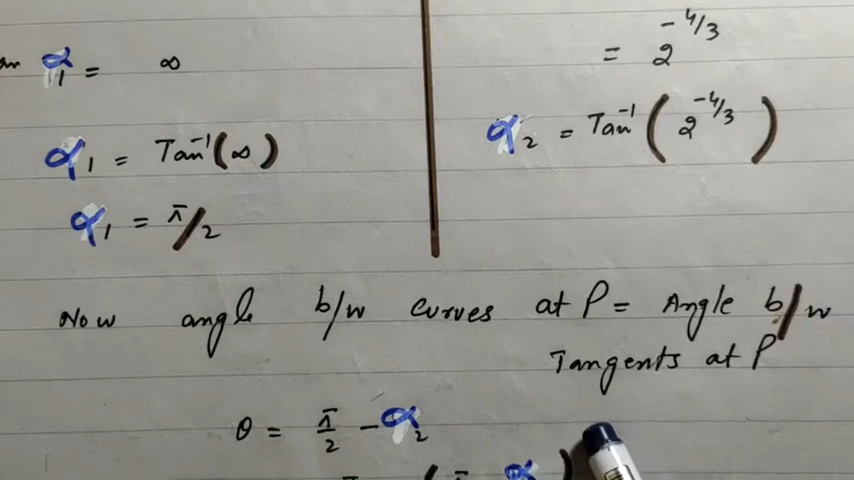 an α₁ = ∞
α₁ = Tan⁻¹(∞)
α₁ = π/2
= 2^(-4/3)
α₂ = Tan⁻¹(2^(-4/3))
Now angle b/w curves at P = Angle b/w
Tangents at P
θ = π/2 - α₂